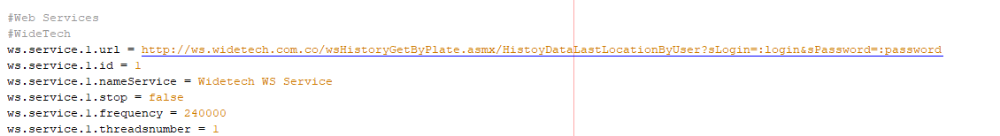 #Web Services
#WideTech
ws.service.1.url = http://ws.widetech.com.co/wsHistoryGetByPlate.asmx/HistoyDataLastLocationByUser?sLogin=:login&sPassword=:password
ws.service.1.id = 1
ws.service.1.nameService = Widetech WS Service
ws.service.1.stop = false
ws.service.1.frequency = 240000
ws.service.1.threadsnumber = 1